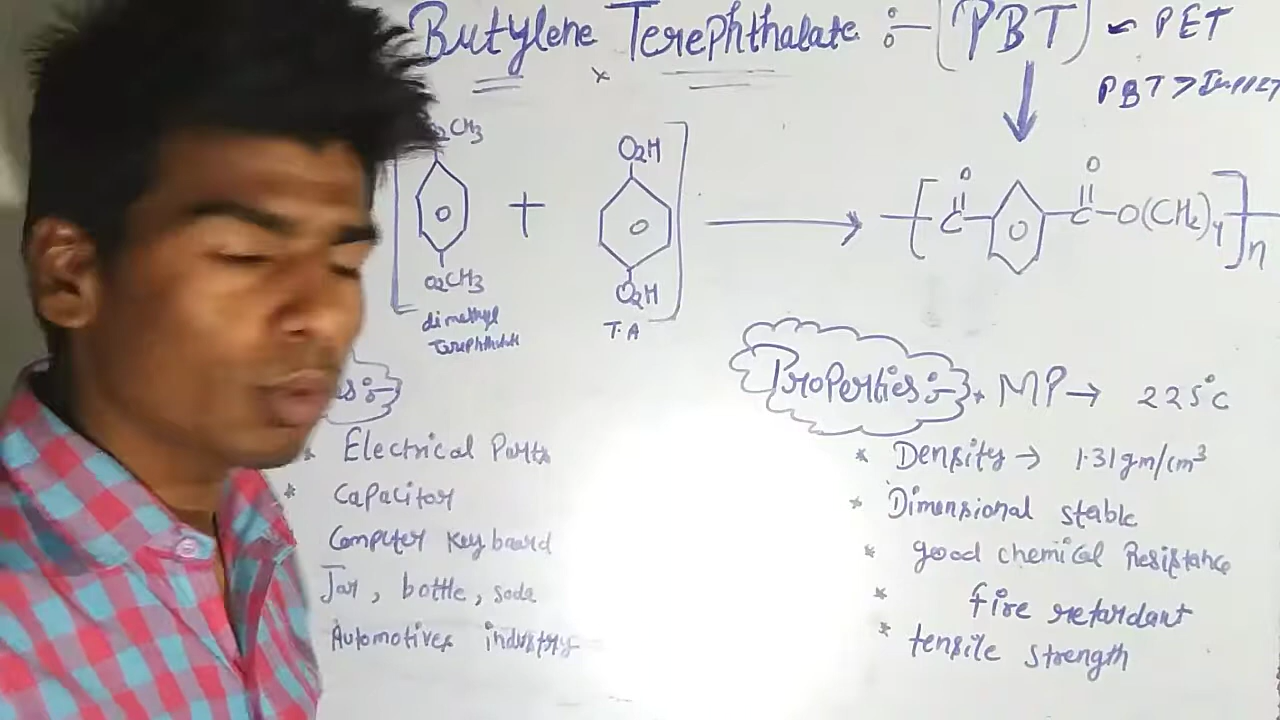 Butylene Terephthalate :- (PBT) ← PET
PBT >
CH3
O2H
O2CH3
dimethyl
Terephthalate
+
O2H
T.A
O
C
O
C-O(CH2)4
n
Properties :-
* MP → 225°C
* Density → 1.31 gm/cm3
* Dimensional stable
* good chemical Resistance
* fire retardant
* tensile strength
s :-
* Electrical Parts
* Capacitor
Computer Keyboard
Jar, bottle, soda
Automotives industry